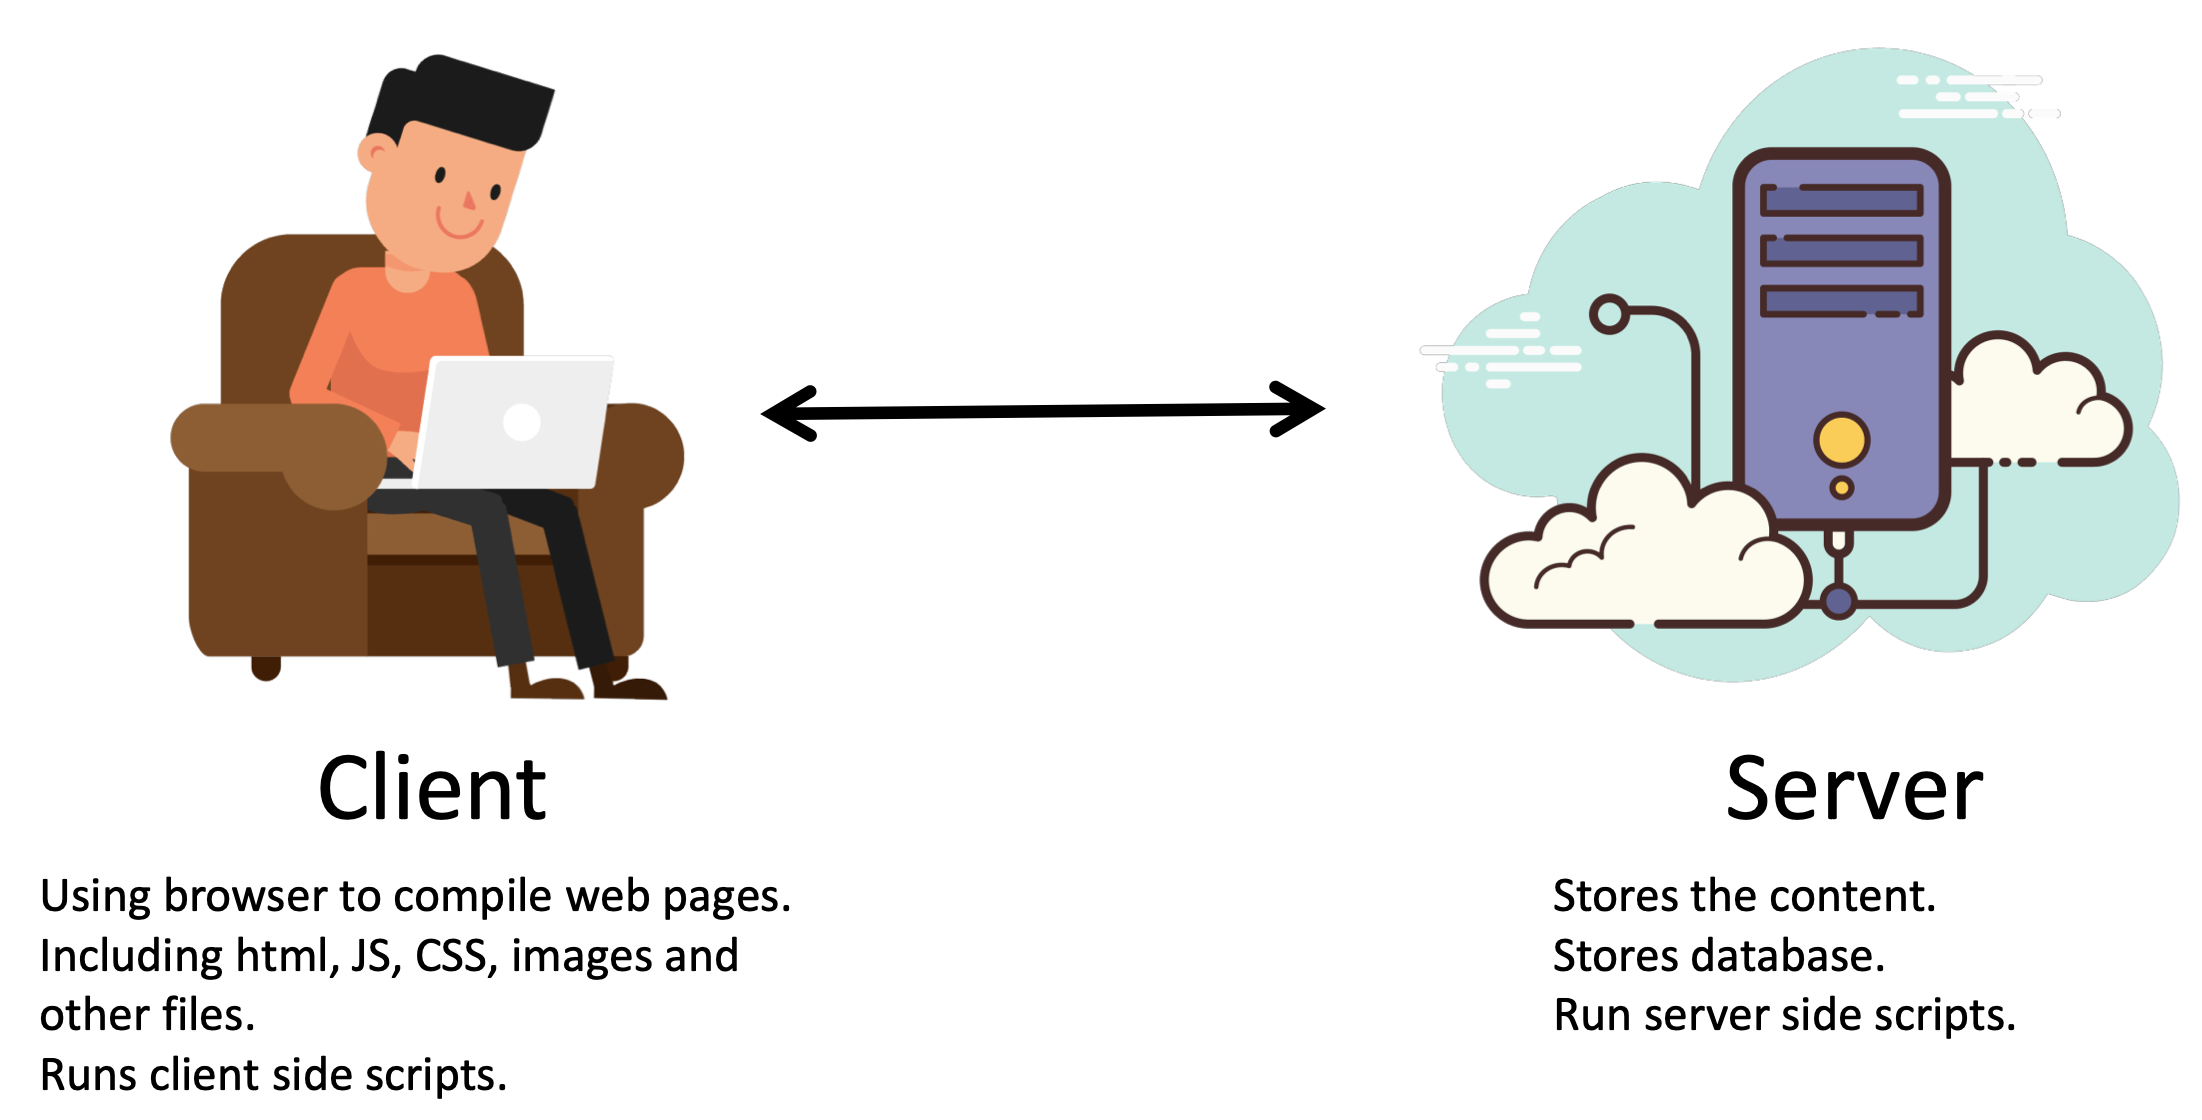 Client
Using browser to compile web pages.
Including html, JS, CSS, images and
other files.
Runs client side scripts.
Server
Stores the content.
Stores database.
Run server side scripts.